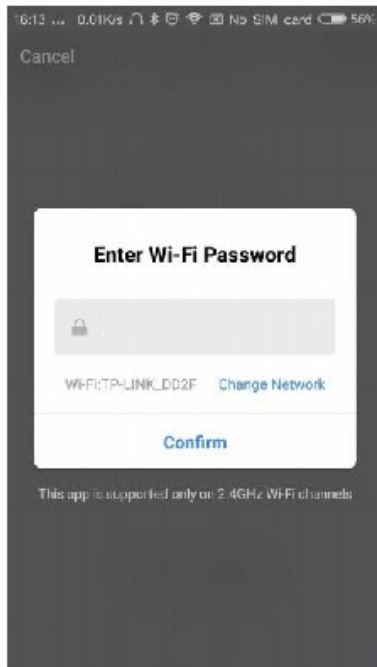 16:13 ... 0.01K/s No SIM card 56%
Cancel
Enter Wi-Fi Password
Wi-Fi:TP-LINK_DD2F Change Network
Confirm
This app is supported only on 2.4GHz Wi-Fi channels